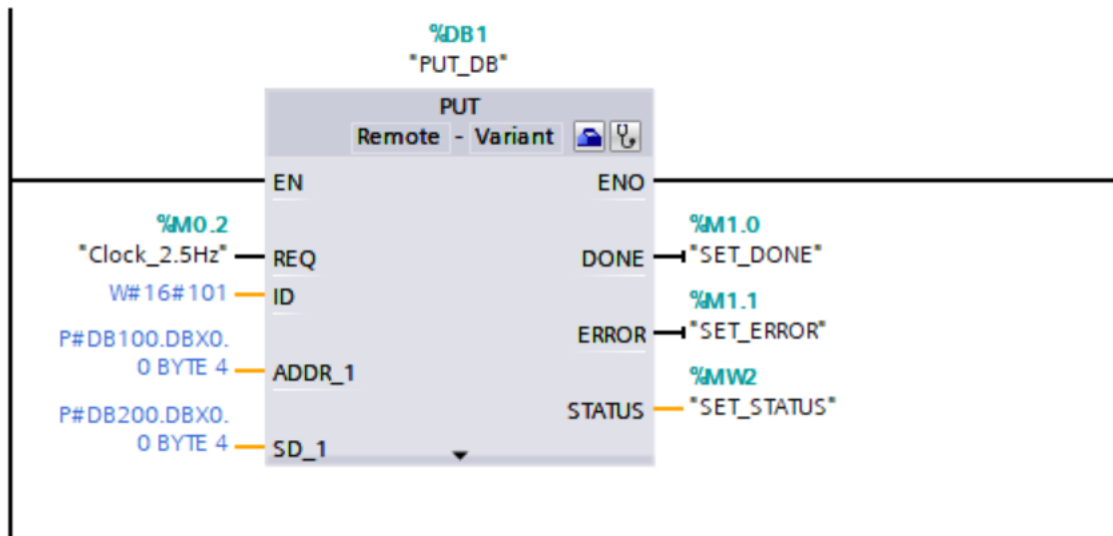 %DB1
"PUT_DB"
PUT
Remote - Variant
EN
ENO
%M0.2
"Clock_2.5Hz"
REQ
W#16#101
ID
P#DB100.DBX0.
0 BYTE 4
ADDR_1
P#DB200.DBX0.
0 BYTE 4
SD_1
%M1.0
DONE
"SET_DONE"
%M1.1
ERROR
"SET_ERROR"
%MW2
STATUS
"SET_STATUS"